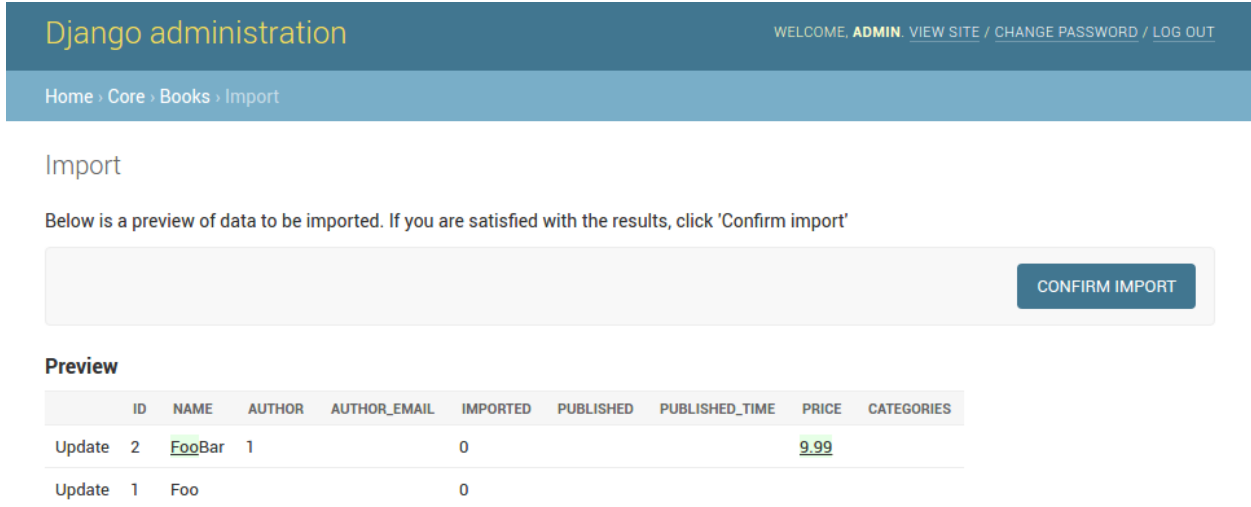 Django administration
WELCOME, ADMIN. VIEW SITE / CHANGE PASSWORD / LOG OUT
Home › Core › Books › Import
Import
Below is a preview of data to be imported. If you are satisfied with the results, click 'Confirm import'
CONFIRM IMPORT
Preview
ID NAME AUTHOR AUTHOR_EMAIL IMPORTED PUBLISHED PUBLISHED_TIME PRICE CATEGORIES
Update 2 FooBar 1 0 9.99
Update 1 Foo 0